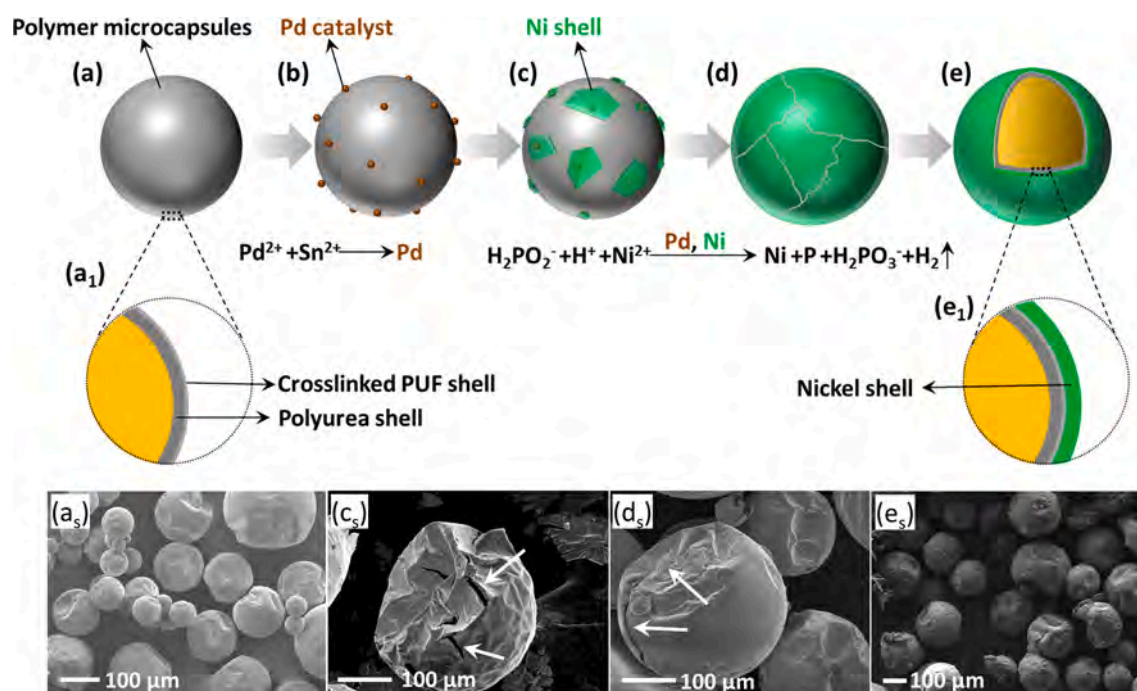 Polymer microcapsules
Pd catalyst
Ni shell
(a)
(b)
(c)
(d)
(e)
Pd²⁺ +Sn²⁺ → Pd
H₂PO₂⁻ +H⁺ +Ni²⁺ Pd, Ni → Ni +P +H₂PO₃⁻ +H₂↑
(a₁)
(e₁)
Crosslinked PUF shell
Polyurea shell
Nickel shell
(aₛ)
(cₛ)
(dₛ)
(eₛ)
100 µm
100 µm
100 µm
100 µm